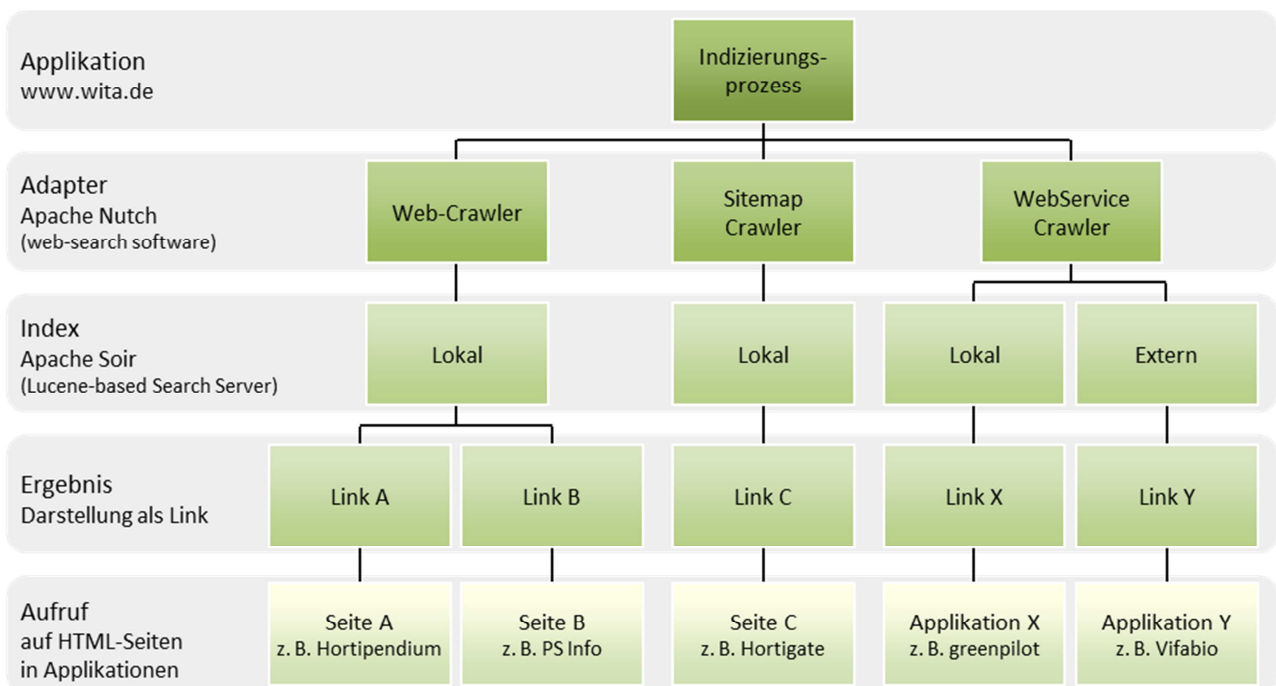 Applikation
www.wita.de
Indizierungs-
prozess
Adapter
Apache Nutch
(web-search software)
Web-Crawler
Sitemap
Crawler
WebService
Crawler
Index
Apache Soir
(Lucene-based Search Server)
Lokal
Lokal
Lokal
Extern
Ergebnis
Darstellung als Link
Link A
Link B
Link C
Link X
Link Y
Aufruf
auf HTML-Seiten
in Applikationen
Seite A
z. B. Hortipendium
Seite B
z. B. PS Info
Seite C
z. B. Hortigate
Applikation X
z. B. greenpilot
Applikation Y
z. B. Vifabio